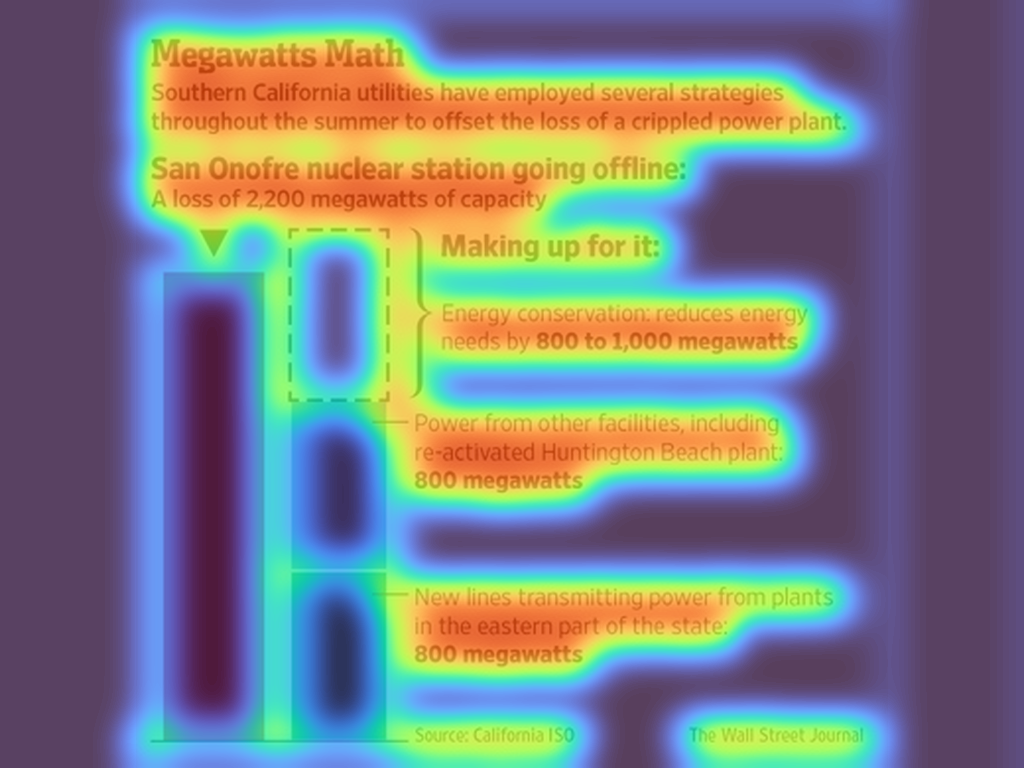 Megawatts Math
Southern California utilities have employed several strategies
throughout the summer to offset the loss of a crippled power plant.
San Onofre nuclear station going offline:
A loss of 2,200 megawatts of capacity
Making up for it:
Energy conservation: reduces energy
needs by 800 to 1,000 megawatts
Power from other facilities, including
re-activated Huntington Beach plant:
800 megawatts
New lines transmitting power from plants
in the eastern part of the state:
800 megawatts
Source: California ISO
The Wall Street Journal